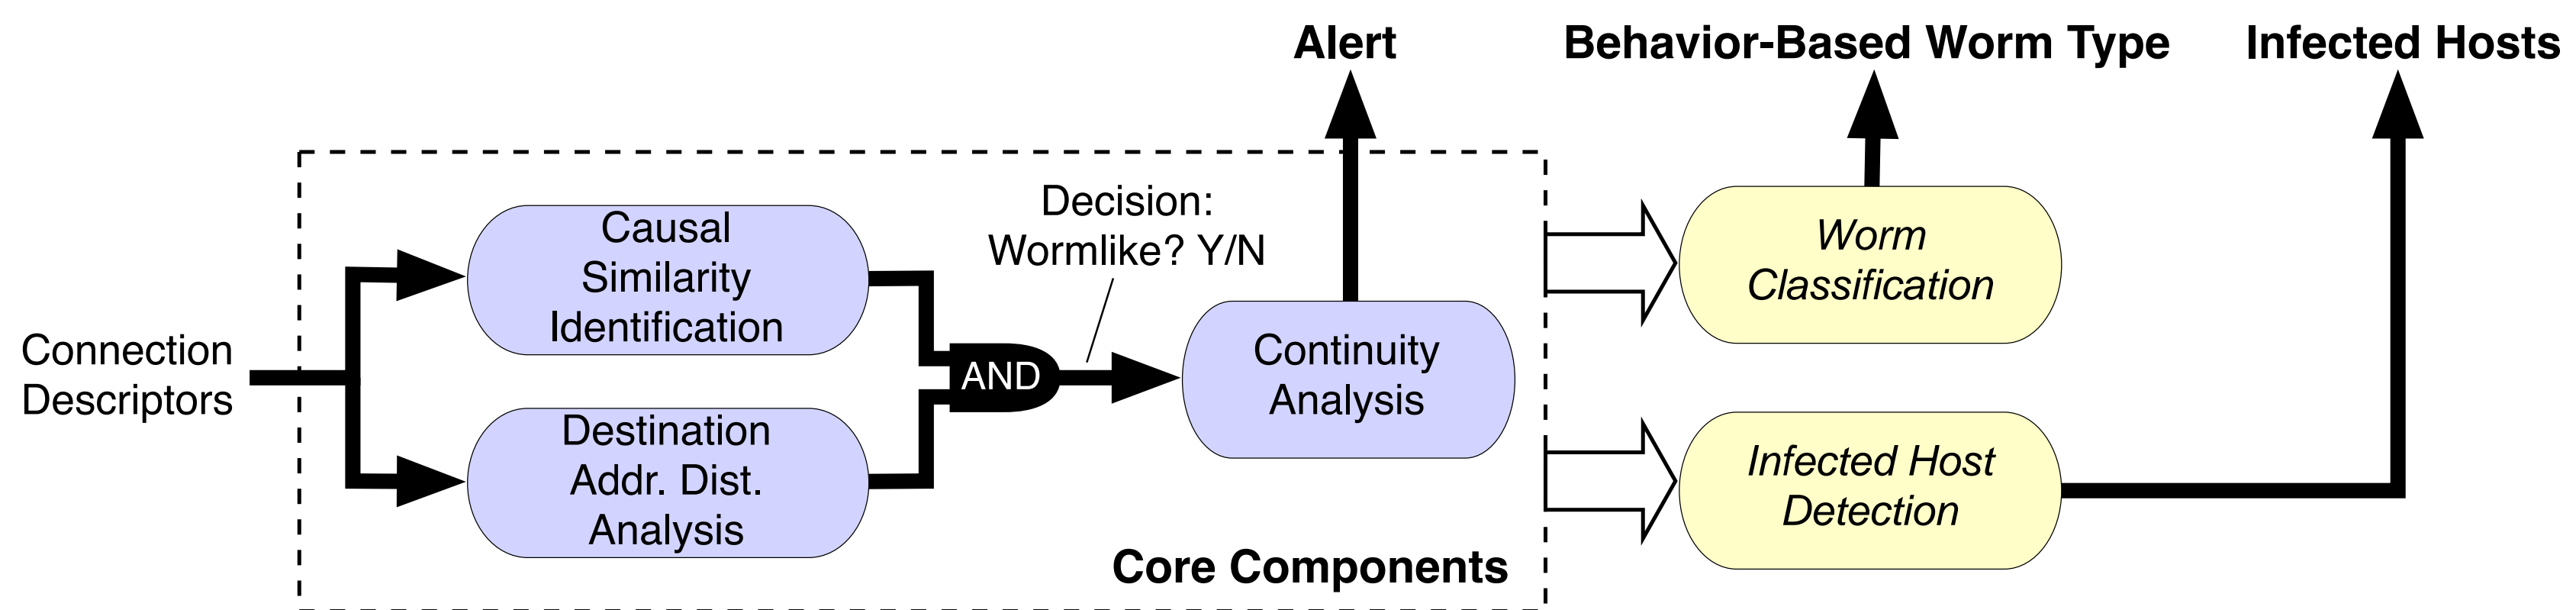 Alert
Behavior-Based Worm Type
Infected Hosts
Connection
Descriptors
Causal
Similarity
Identification
Destination
Addr. Dist.
Analysis
AND
Decision:
Wormlike? Y/N
Continuity
Analysis
Core Components
Worm
Classification
Infected Host
Detection